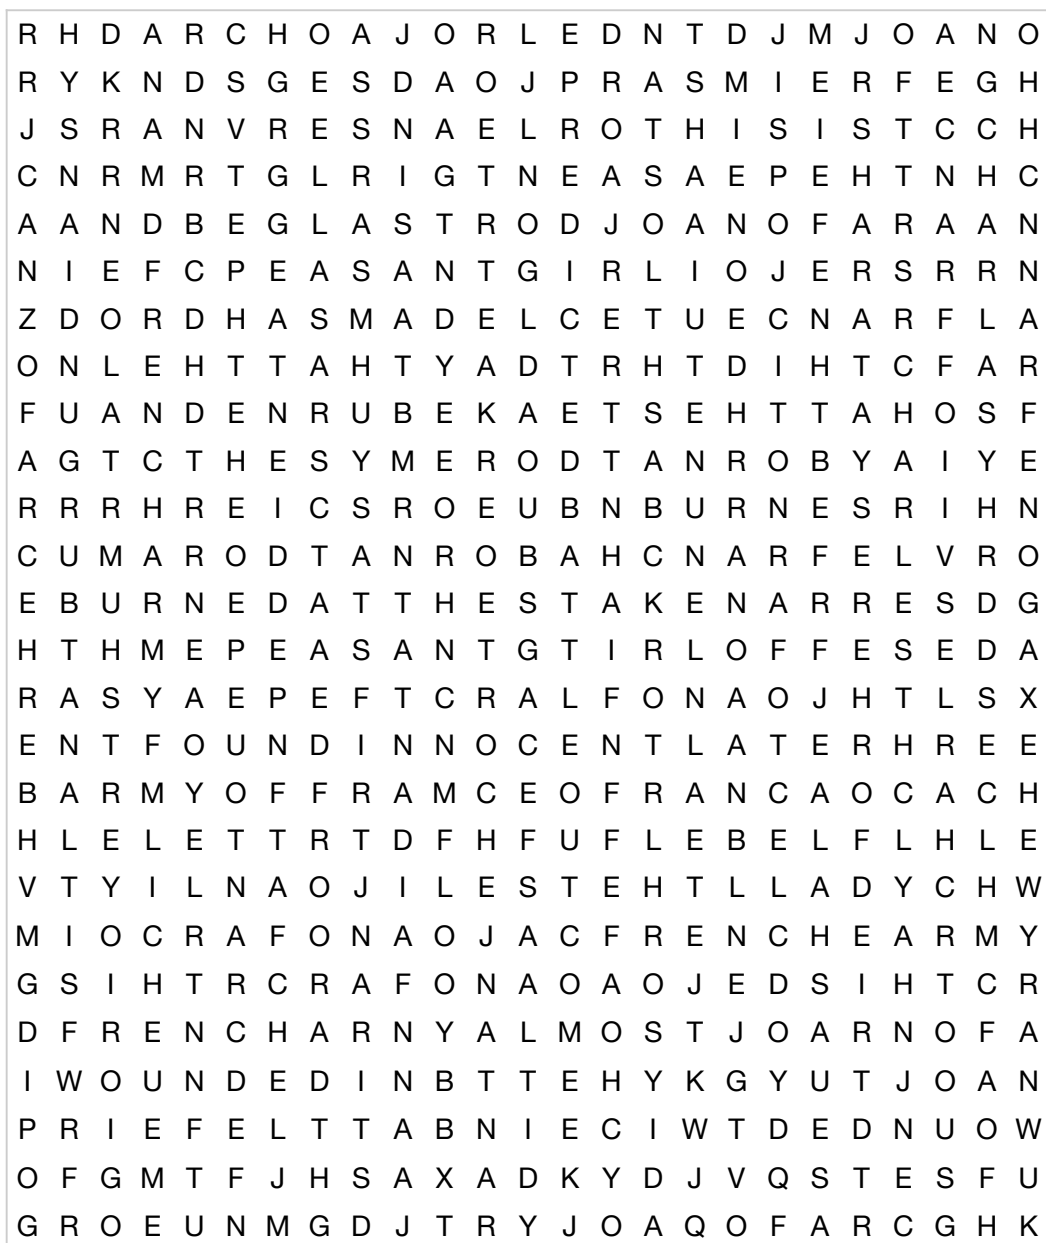 R H D A R C H O A J O R L E D N T D J M J O A N O
R Y K N D S G E S D A O J P R A S M I E R F E G H
J S R A N V R E S N A E L R O T H I S I S T C C H
C N R M R T G L R I G T N E A S A E P E H T N H C
A A N D B E G L A S T R O D J O A N O F A R A A N
N I E F C P E A S A N T G I R L I O J E R S R R N
Z D O R D H A S M A D E L C E T U E C N A R F L A
O N L E H T T A H T Y A D T R H T D I H T C F A R
F U A N D E N R U B E K A E T S E H T T A H O S F
A G T C T H E S Y M E R O D T A N R O B Y A I Y E
R R R H R E I C S R O E U B N B U R N E S R I H N
C U M A R O D T A N R O B A H C N A R F E L V R O
E B U R N E D A T T H E S T A K E N A R R E S D G
H T H M E P E A S A N T G T I R L O F F E S E D A
R A S Y A E P E F T C R A L F O N A O J H T L S X
E N T F O U N D I N N O C E N T L A T E R H R E E
B A R M Y O F F R A M C E O F R A N C A O C A C H
H L E L E T T R T D F H F U F L E B E L F L H L E
V T Y I L N A O J I L E S T E H T L L A D Y C H W
M I O C R A F O N A O J A C F R E N C H E A R M Y
G S I H T R C R A F O N A O A O J E D S I H T C R
D F R E N C H A R N Y A L M O S T J O A R N O F A
I W O U N D E D I N B T T E H Y K G Y U T J O A N
P R I E F E L T T A B N I E C I W T D E D N U O W
O F G M T F J H S A X A D K Y D J V Q S T E S F U
G R O E U N M G D J T R Y J O A Q O F A R C G H K